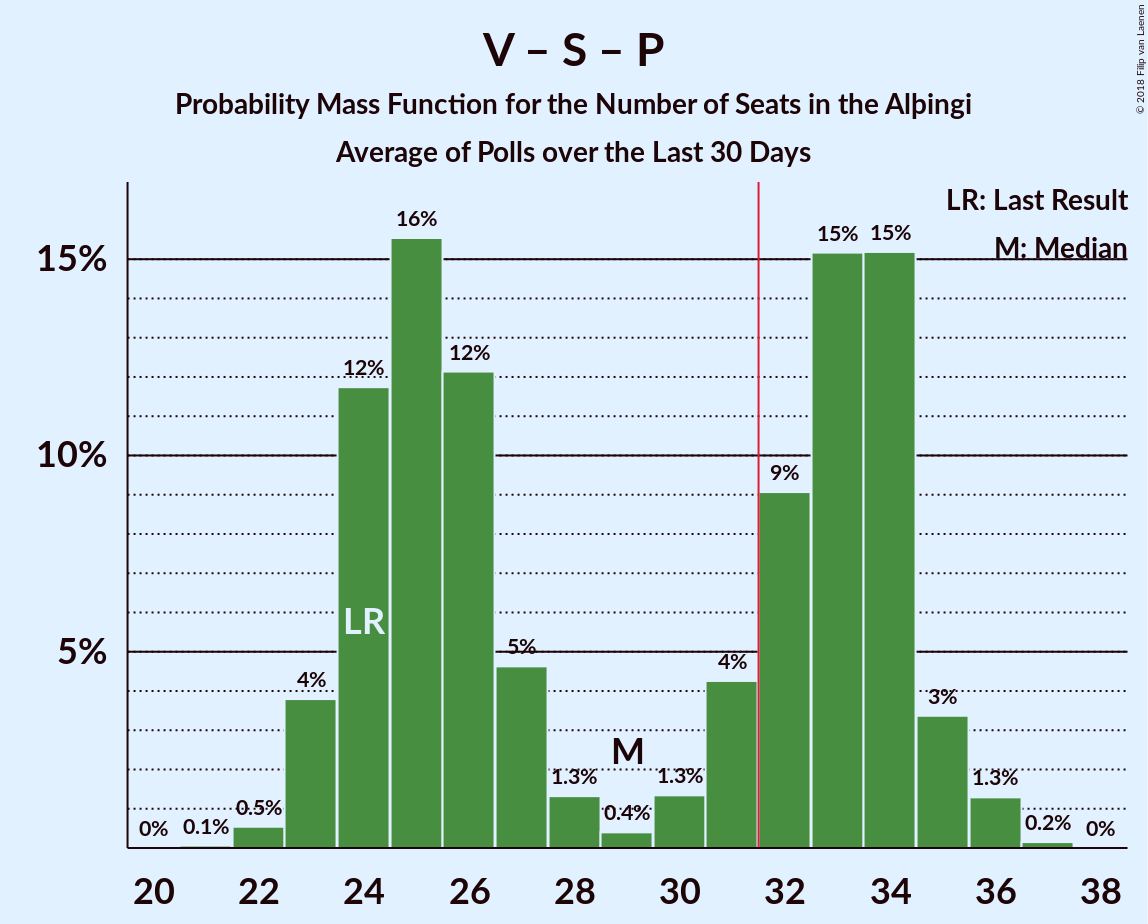 V – S – P
Probability Mass Function for the Number of Seats in the Alþingi
Average of Polls over the Last 30 Days
© 2018 Filip van Laenen
LR: Last Result
M: Median
15%
10%
5%
0%
0.1%
0.5%
4%
12%
16%
12%
5%
1.3%
0.4%
1.3%
4%
9%
15%
15%
3%
1.3%
0.2%
0%
LR
M
20 22 24 26 28 30 32 34 36 38